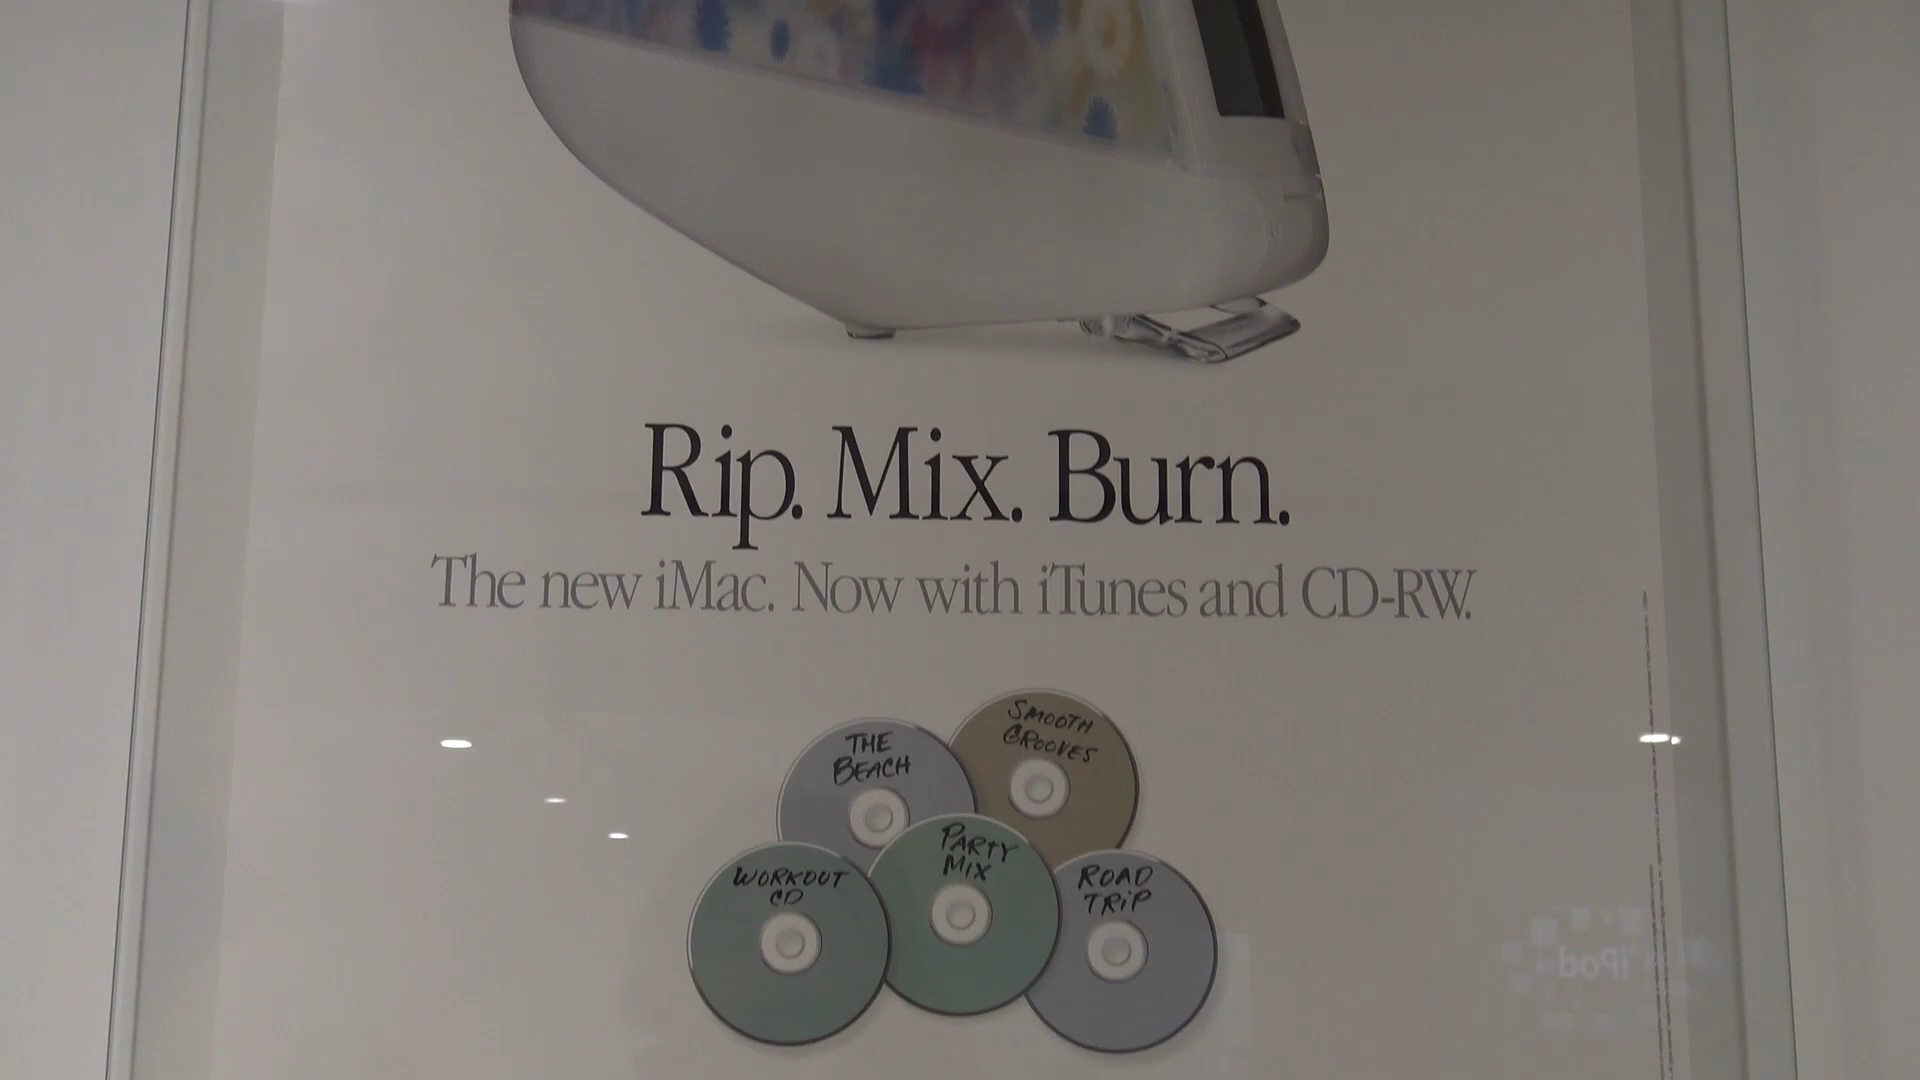 Rip. Mix. Burn.
The new iMac. Now with iTunes and CD-RW.
SMOOTH
GROOVES
THE
BEACH
PARTY
MIX
WORKOUT
CD
ROAD
TRiP
iPod